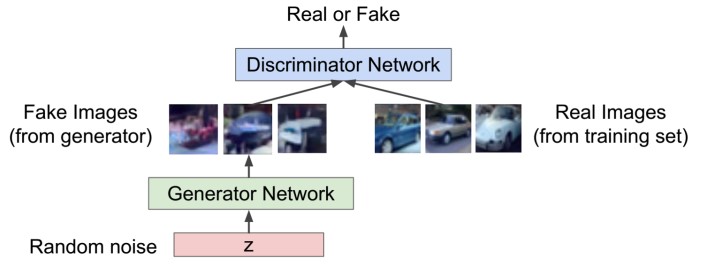 Real or Fake
Discriminator Network
Fake Images
(from generator)
Real Images
(from training set)
Generator Network
Random noise
z